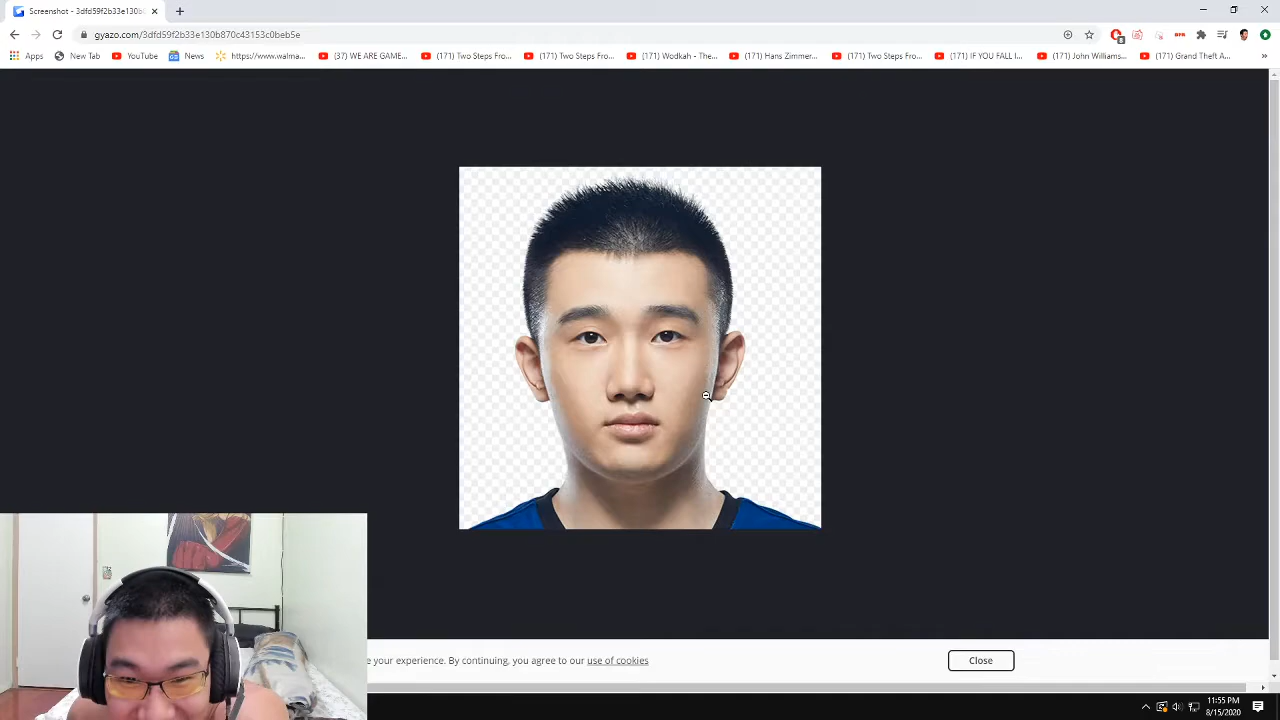 Screenshot - 3dfd59f2b33e130b
gyazo.com/3dfd59f2b33e130b870c43153c0beb5e
Apps New Tab YouTube News https://www.walma... (37) WE ARE GAME... (171) Two Steps Fro... (171) Two Steps Fro... (171) Wodkah - The... (171) Hans Zimmer... (171) Two Steps Fro... (171) IF YOU FALL I... (171) John Williams... (171) Grand Theft A...
e your experience. By continuing, you agree to our use of cookies
Close
11:55 PM
8/15/2020